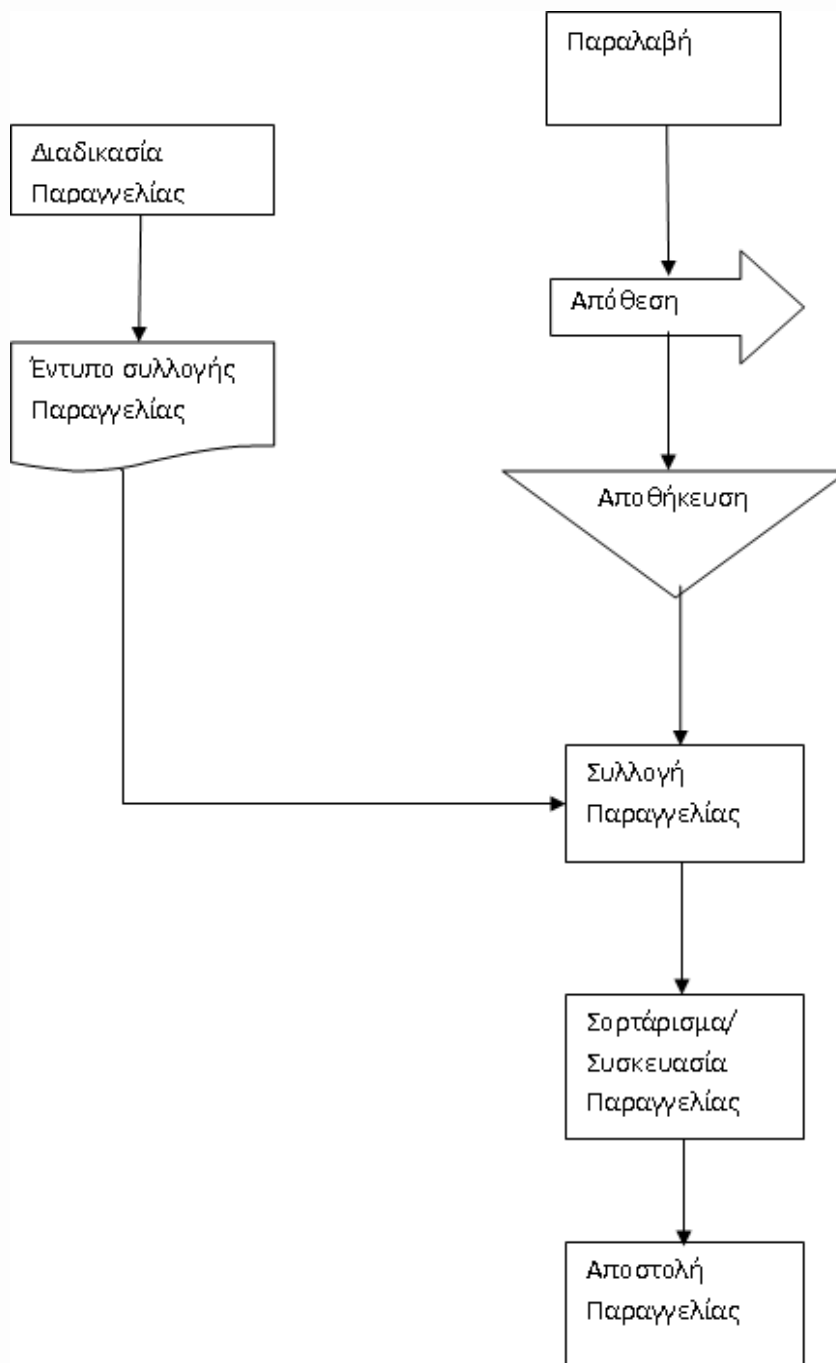 Παραλαβή
Διαδικασία
Παραγγελίας
Απόθεση
Έντυπο συλλογής
Παραγγελίας
Αποθήκευση
Συλλογή
Παραγγελίας
Σορτάρισμα/
Συσκευασία
Παραγγελίας
Αποστολή
Παραγγελίας